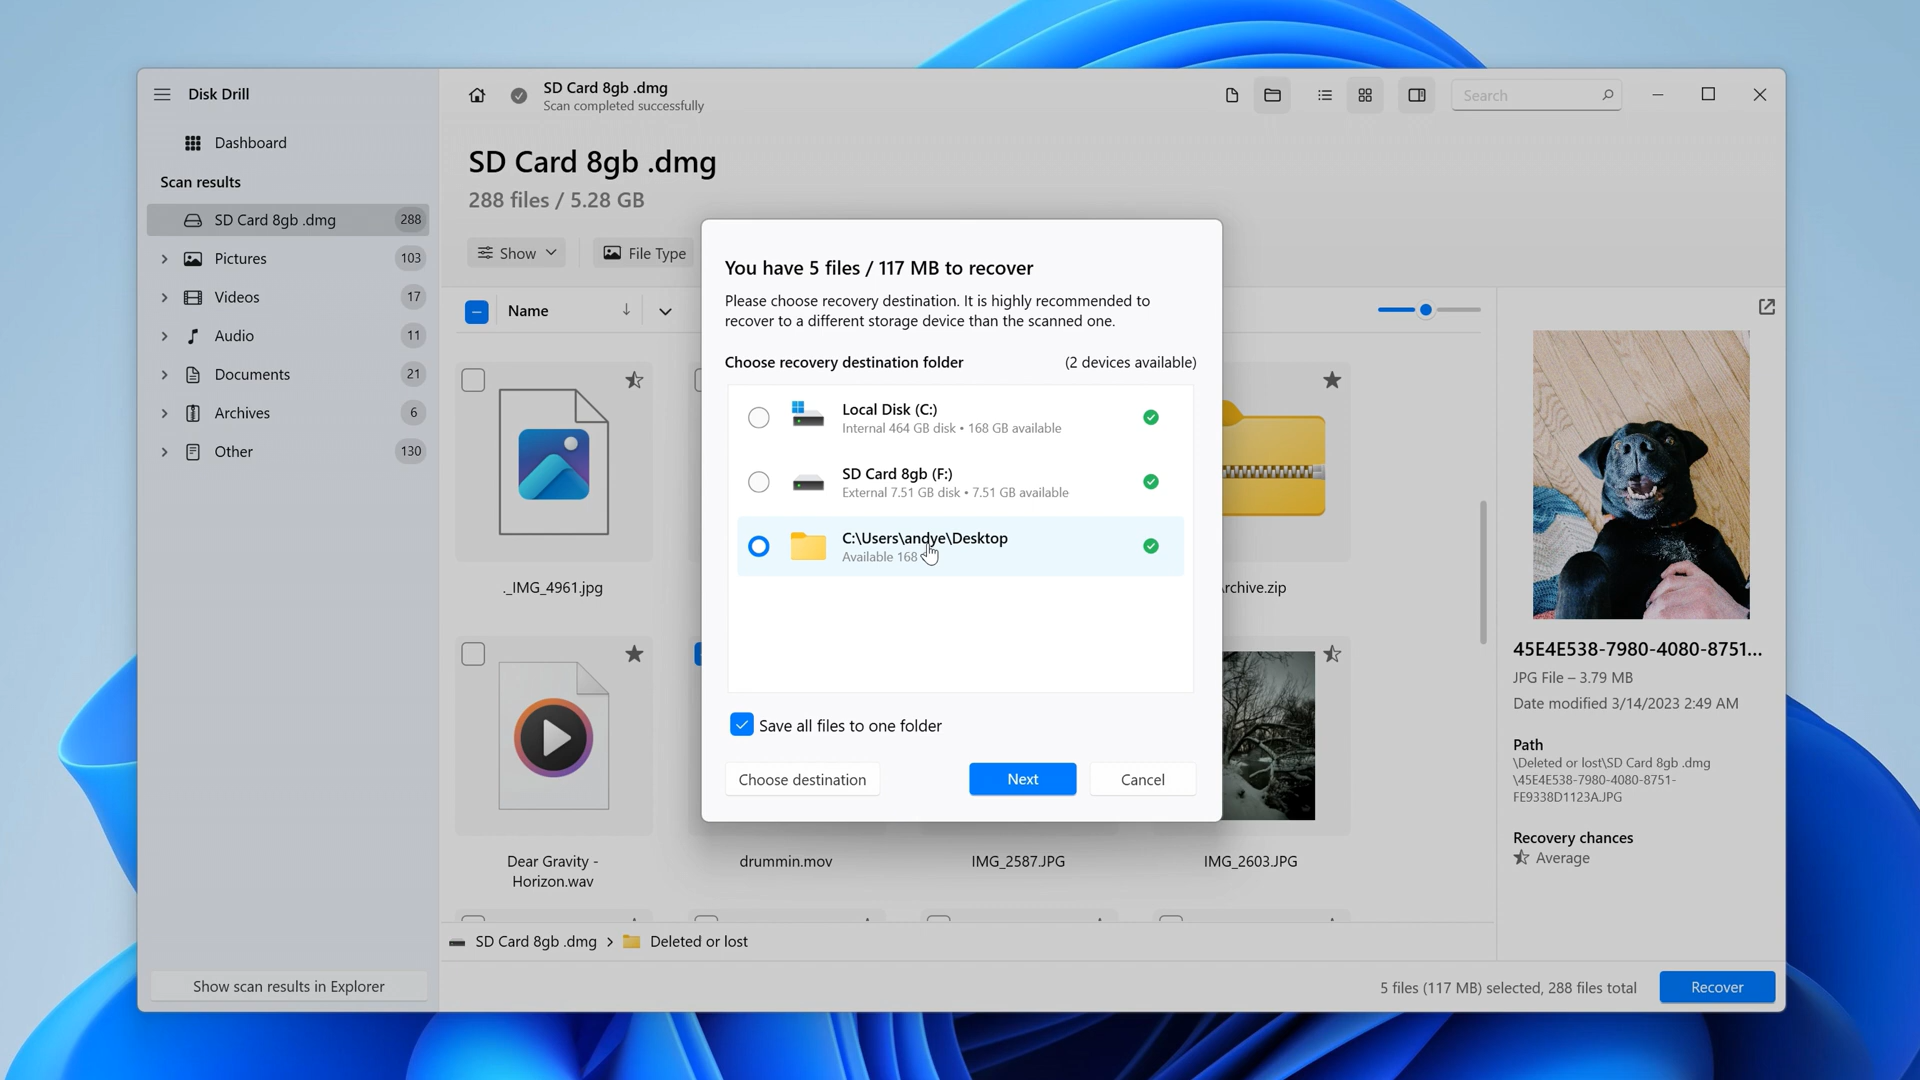 Disk Drill
SD Card 8gb .dmg
Scan completed successfully
Search
Dashboard
Scan results
SD Card 8gb .dmg 288
Pictures 103
Videos 17
Audio 11
Documents 21
Archives 6
Other 130
Show scan results in Explorer
SD Card 8gb .dmg
288 files / 5.28 GB
Show
File Type
Name
._IMG_4961.jpg
rchive.zip
Dear Gravity -
Horizon.wav
drummin.mov
IMG_2587.JPG
IMG_2603.JPG
You have 5 files / 117 MB to recover
Please choose recovery destination. It is highly recommended to
recover to a different storage device than the scanned one.
Choose recovery destination folder (2 devices available)
Local Disk (C:)
Internal 464 GB disk • 168 GB available
SD Card 8gb (F:)
External 7.51 GB disk • 7.51 GB available
C:\Users\andye\Desktop
Available 168
Save all files to one folder
Choose destination
Next
Cancel
45E4E538-7980-4080-8751...
JPG File – 3.79 MB
Date modified 3/14/2023 2:49 AM
Path
\Deleted or lost\SD Card 8gb .dmg
\45E4E538-7980-4080-8751-
FE9338D1123A.JPG
Recovery chances
Average
SD Card 8gb .dmg > Deleted or lost
5 files (117 MB) selected, 288 files total
Recover